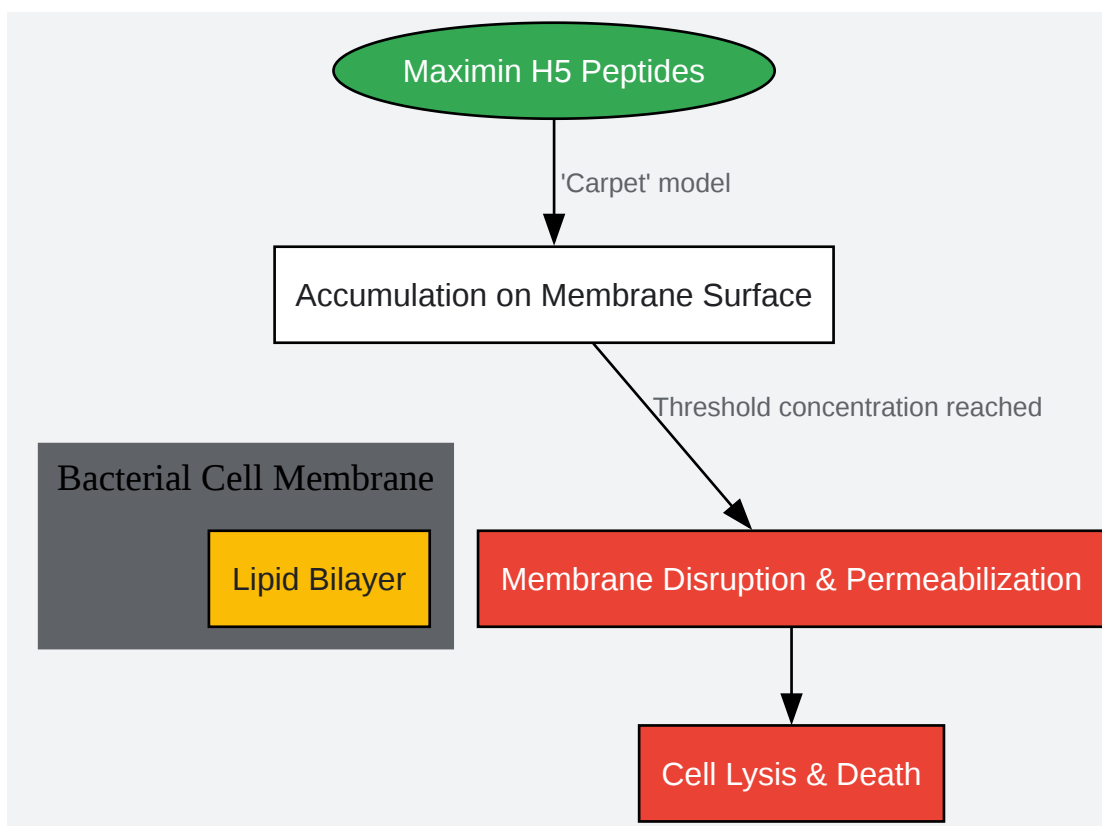 Maximin H5 Peptides
'Carpet' model
Accumulation on Membrane Surface
Threshold concentration reached
Bacterial Cell Membrane
Lipid Bilayer
Membrane Disruption & Permeabilization
Cell Lysis & Death